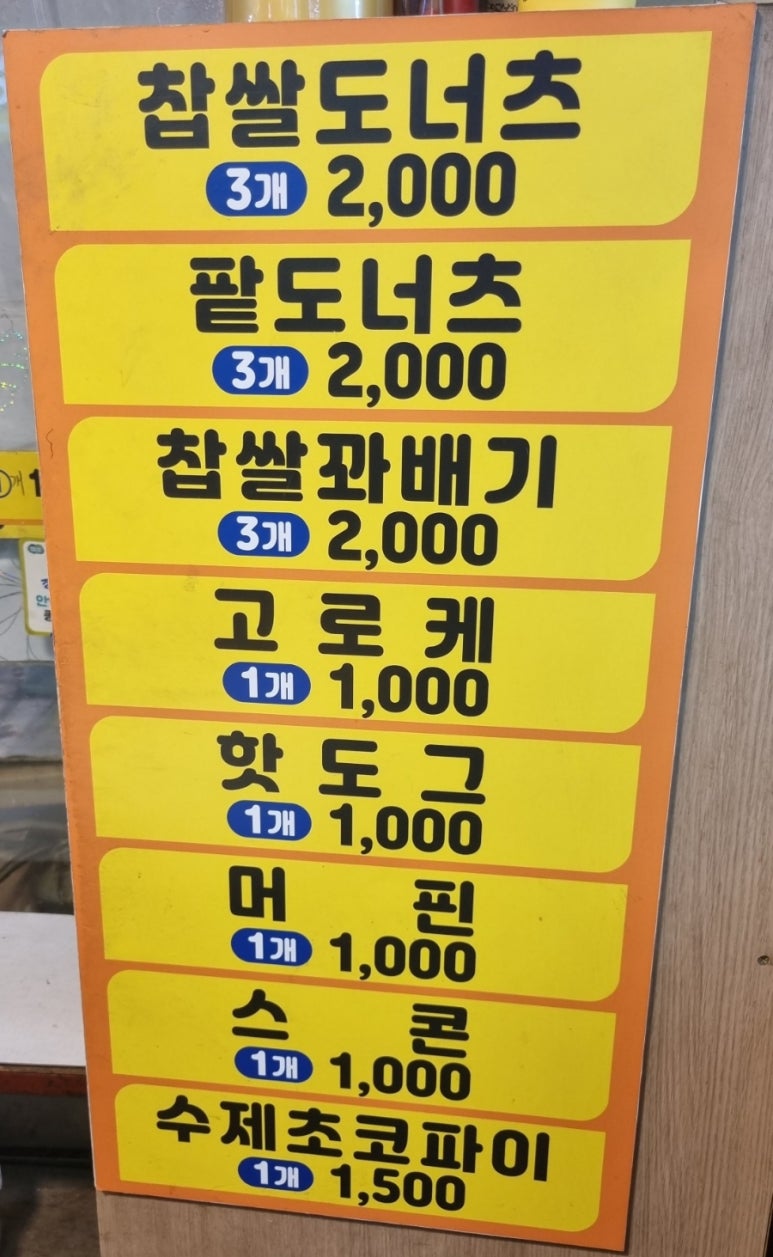 찹쌀도너츠
3개 2,000
팥도너츠
3개 2,000
찹쌀꽈배기
3개 2,000
고로케
1개 1,000
핫도그
1개 1,000
머핀
1개 1,000
스콘
1개 1,000
수제초코파이
1개 1,500